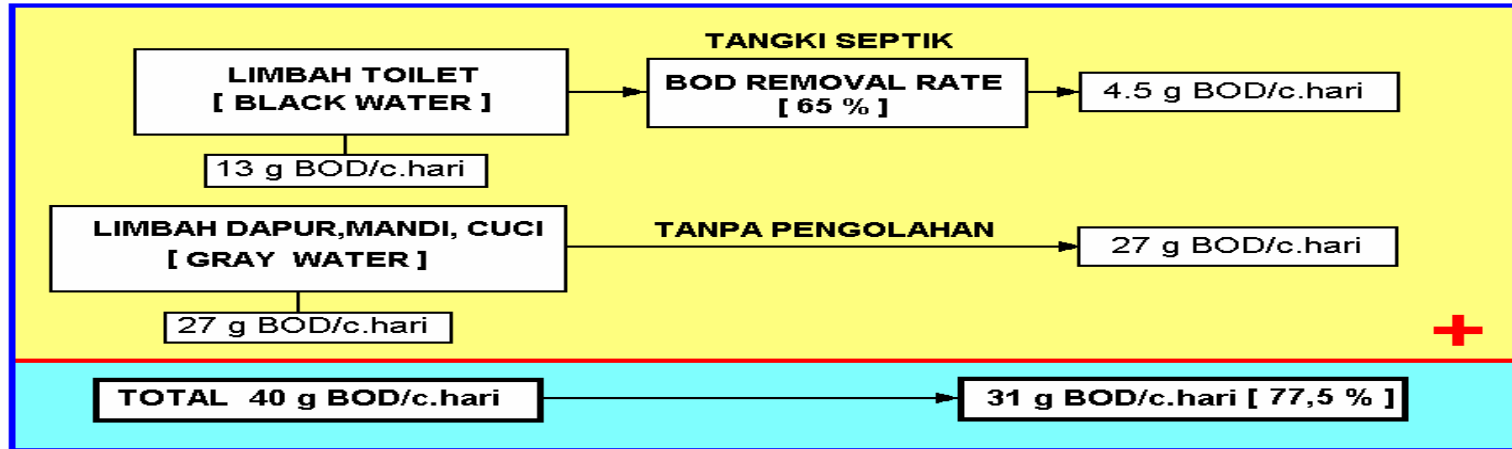 TANGKI SEPTIK
LIMBAH TOILET
[ BLACK WATER ]
BOD REMOVAL RATE
[ 65 % ]
4.5 g BOD/c.hari
13 g BOD/c.hari
LIMBAH DAPUR,MANDI, CUCI
[ GRAY WATER ]
TANPA PENGOLAHAN
27 g BOD/c.hari
27 g BOD/c.hari
+
TOTAL 40 g BOD/c.hari
31 g BOD/c.hari [ 77,5 % ]